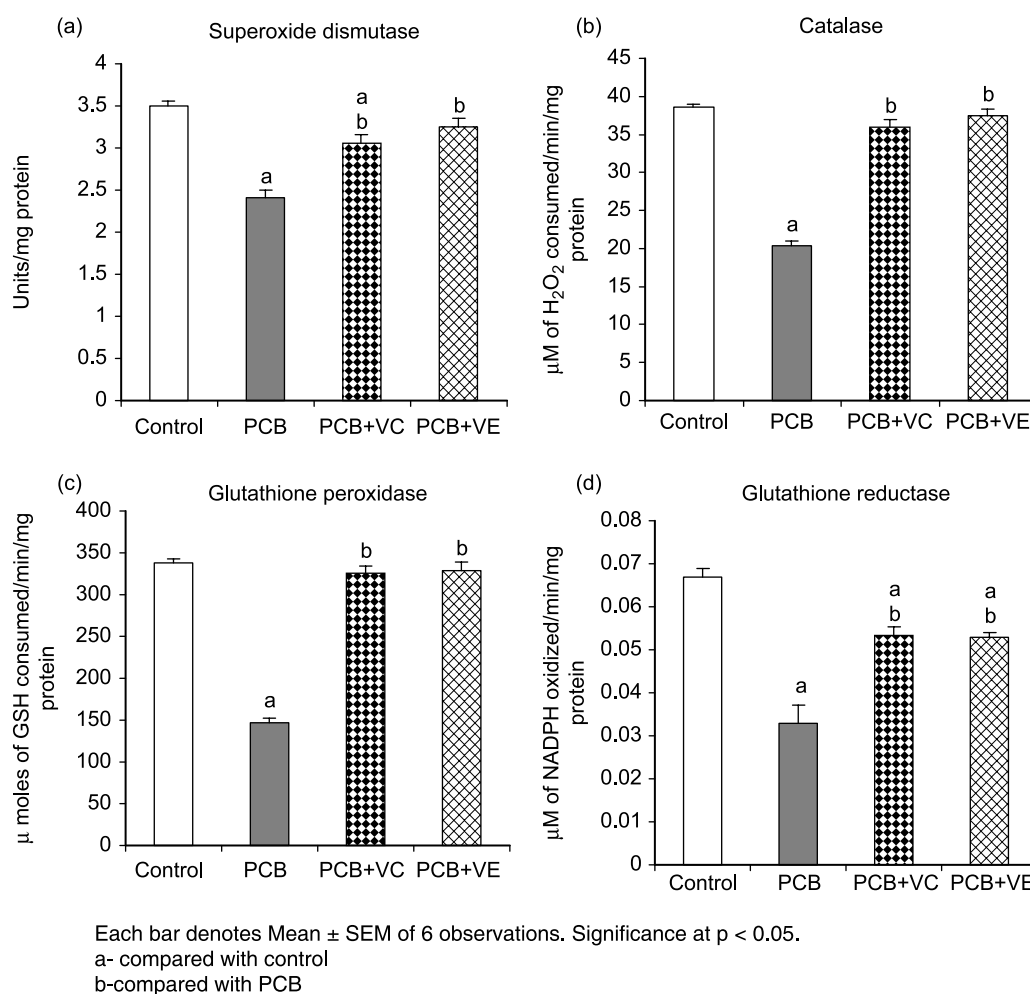 (a)
Superoxide dismutase
Units/mg protein
4
3.5
3
2.5
2
1.5
1
0.5
0
a
a
b
b
Control PCB PCB+VC PCB+VE
(b)
Catalase
μM of H₂O₂ consumed/min/mg
protein
45
40
35
30
25
20
15
10
5
0
a
b
b
Control PCB PCB+VC PCB+VE
(c)
Glutathione peroxidase
μ moles of GSH consumed/min/mg
protein
400
350
300
250
200
150
100
50
0
a
b
b
Control PCB PCB+VC PCB+VE
(d)
Glutathione reductase
μM of NADPH oxidized/min/mg
protein
0.08
0.07
0.06
0.05
0.04
0.03
0.02
0.01
0
a
a
b
a
b
Control PCB PCB+VC PCB+VE
Each bar denotes Mean ± SEM of 6 observations. Significance at p < 0.05.
a- compared with control
b-compared with PCB